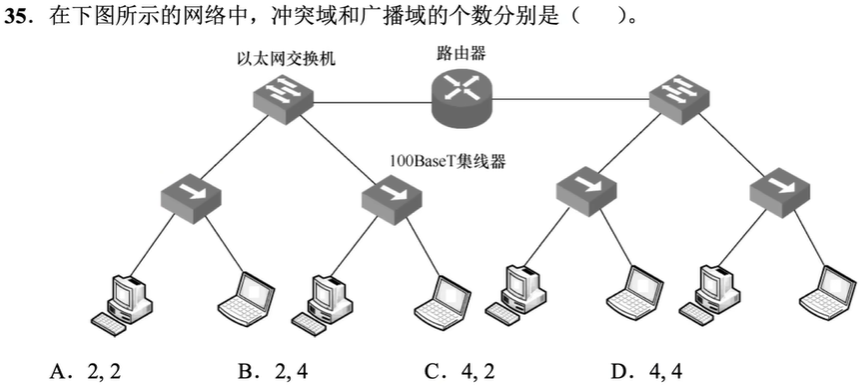 35．在下图所示的网络中，冲突域和广播域的个数分别是（  ）。
以太网交换机
路由器
100BaseT集线器
A．2, 2  B．2, 4  C．4, 2  D．4, 4